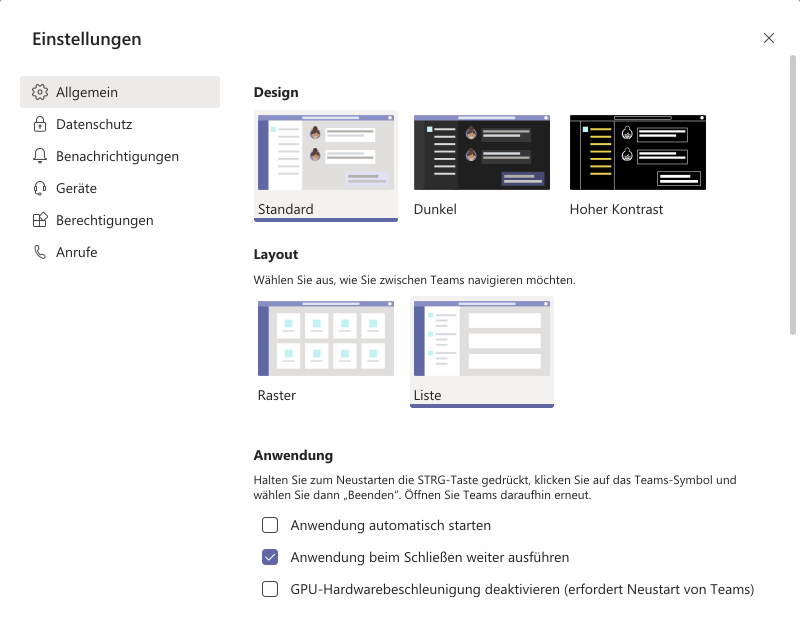 Einstellungen
Allgemein
Datenschutz
Benachrichtigungen
Geräte
Berechtigungen
Anrufe
Design
Standard
Dunkel
Hoher Kontrast
Layout
Wählen Sie aus, wie Sie zwischen Teams navigieren möchten.
Raster
Liste
Anwendung
Halten Sie zum Neustarten die STRG-Taste gedrückt, klicken Sie auf das Teams-Symbol und
wählen Sie dann „Beenden“. Öffnen Sie Teams daraufhin erneut.
Anwendung automatisch starten
Anwendung beim Schließen weiter ausführen
GPU-Hardwarebeschleunigung deaktivieren (erfordert Neustart von Teams)